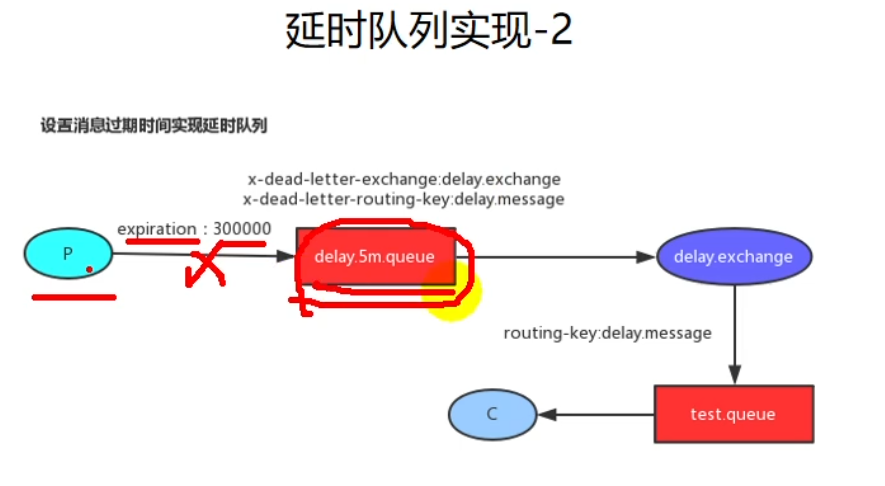 延时队列实现-2
设置消息过期时间实现延时队列
x-dead-letter-exchange:delay.exchange
x-dead-letter-routing-key:delay.message
expiration：300000
P
delay.5m.queue
delay.exchange
routing-key:delay.message
C
test.queue